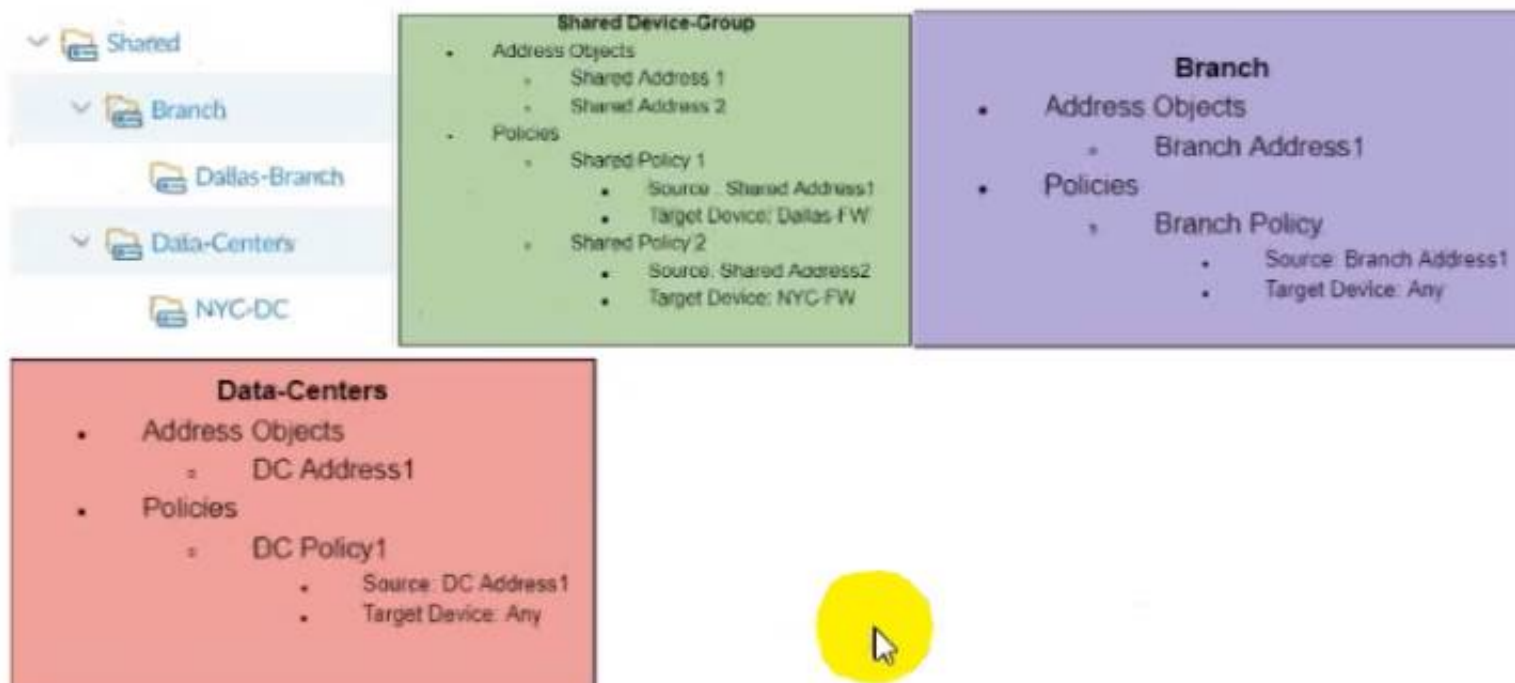 Shared
Branch
Dallas-Branch
Data-Centers
NYC-DC
Shared Device-Group
Address Objects
Shared Address 1
Shared Address 2
Policies
Shared Policy 1
Source: Shared Address1
Target Device: Dallas-FW
Shared Policy 2
Source: Shared Address2
Target Device: NYC-FW
Branch
Address Objects
Branch Address1
Policies
Branch Policy
Source: Branch Address1
Target Device: Any
Data-Centers
Address Objects
DC Address1
Policies
DC Policy1
Source: DC Address1
Target Device: Any